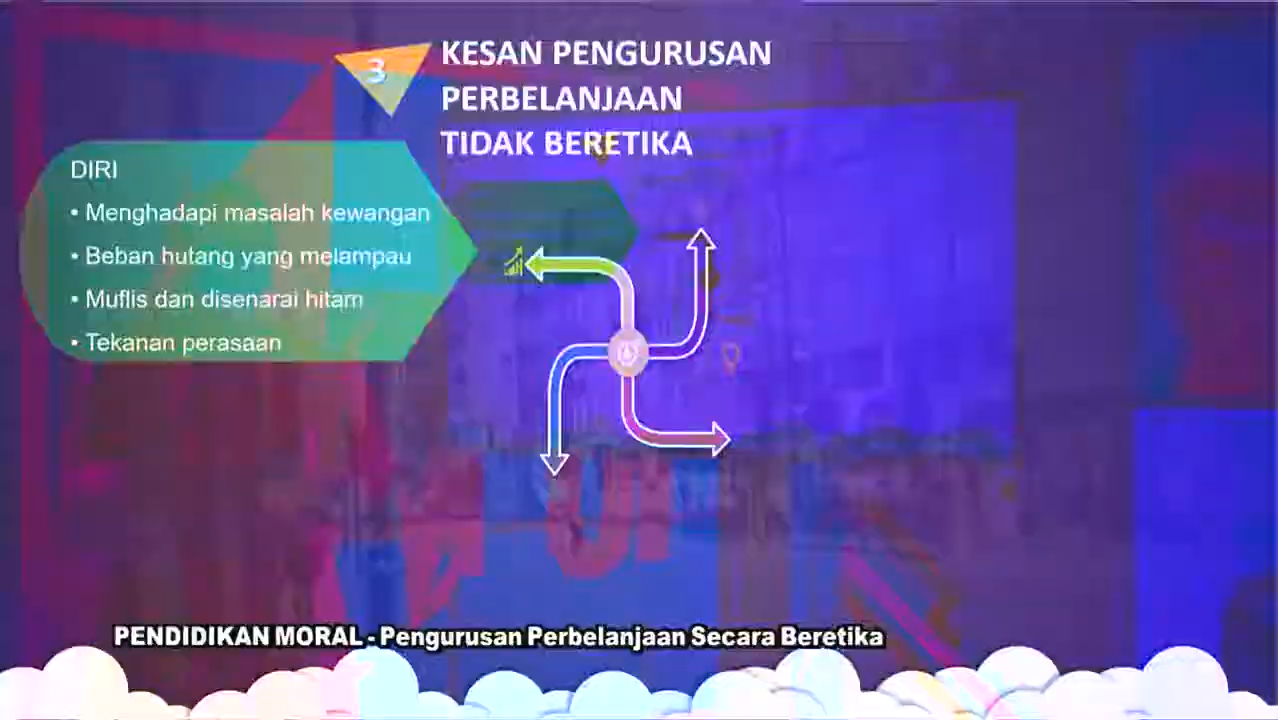 3
KESAN PENGURUSAN
PERBELANJAAN
TIDAK BERETIKA
DIRI
• Menghadapi masalah kewangan
• Beban hutang yang melampau
• Muflis dan disenarai hitam
• Tekanan perasaan
PENDIDIKAN MORAL - Pengurusan Perbelanjaan Secara Beretika